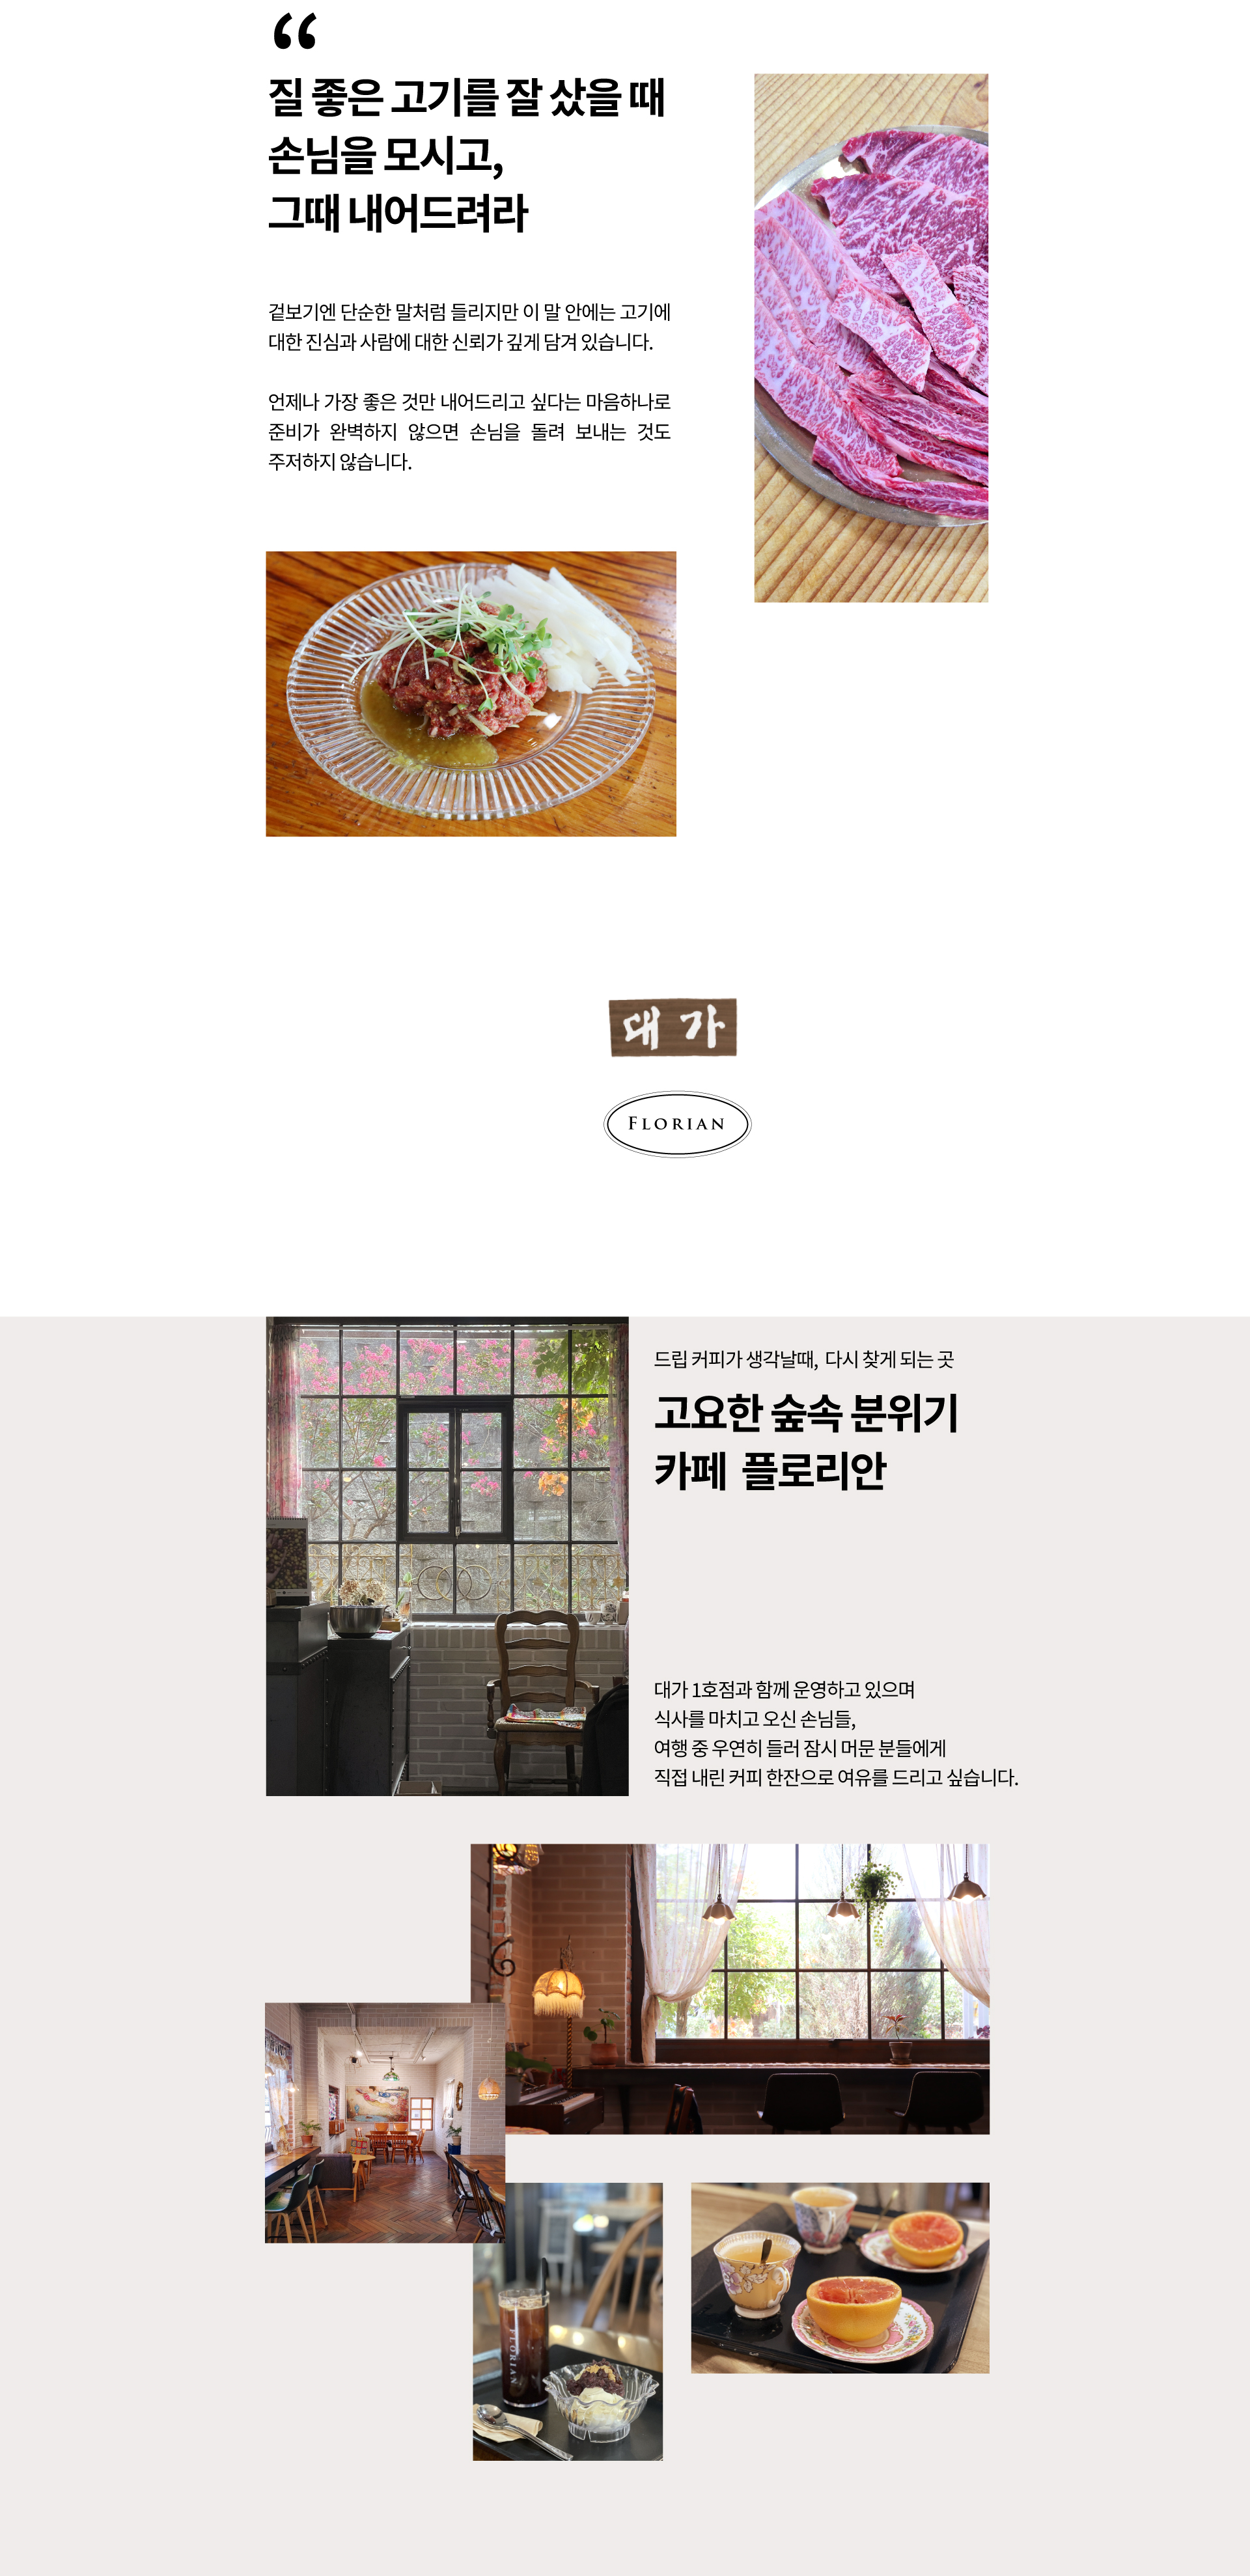 “
질 좋은 고기를 잘 샀을 때
손님을 모시고,
그때 내어드려라
겉보기엔 단순한 말처럼 들리지만 이 말 안에는 고기에
대한 진심과 사람에 대한 신뢰가 깊게 담겨 있습니다.
언제나 가장 좋은 것만 내어드리고 싶다는 마음하나로
준비가 완벽하지 않으면 손님을 돌려 보내는 것도
주저하지 않습니다.
대가
FLORIAN
드립 커피가 생각날때, 다시 찾게 되는 곳
고요한 숲속 분위기
카페 플로리안
대가 1호점과 함께 운영하고 있으며
식사를 마치고 오신 손님들,
여행 중 우연히 들러 잠시 머문 분들에게
직접 내린 커피 한잔으로 여유를 드리고 싶습니다.
FLORIAN